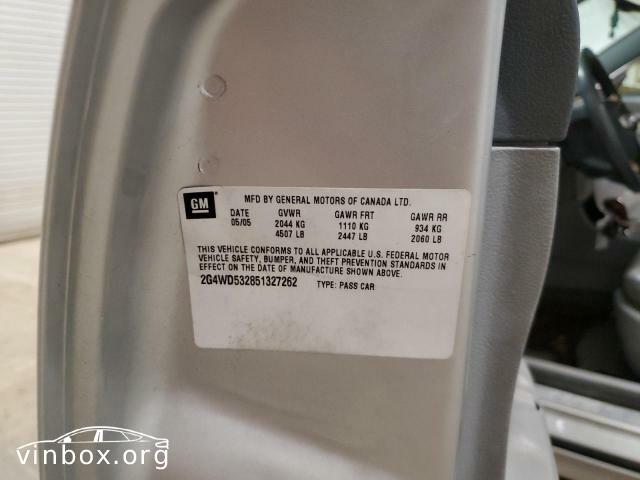 GM
MFD BY GENERAL MOTORS OF CANADA LTD.
DATE GVWR GAWR FRT GAWR RR
05/05 2044 KG 1110 KG 934 KG
4507 LB 2447 LB 2060 LB
THIS VEHICLE CONFORMS TO ALL APPLICABLE U.S. FEDERAL MOTOR
VEHICLE SAFETY, BUMPER, AND THEFT PREVENTION STANDARDS IN
EFFECT ON THE DATE OF MANUFACTURE SHOWN ABOVE.
2G4WD532851327262 TYPE: PASS CAR
vinbox.org